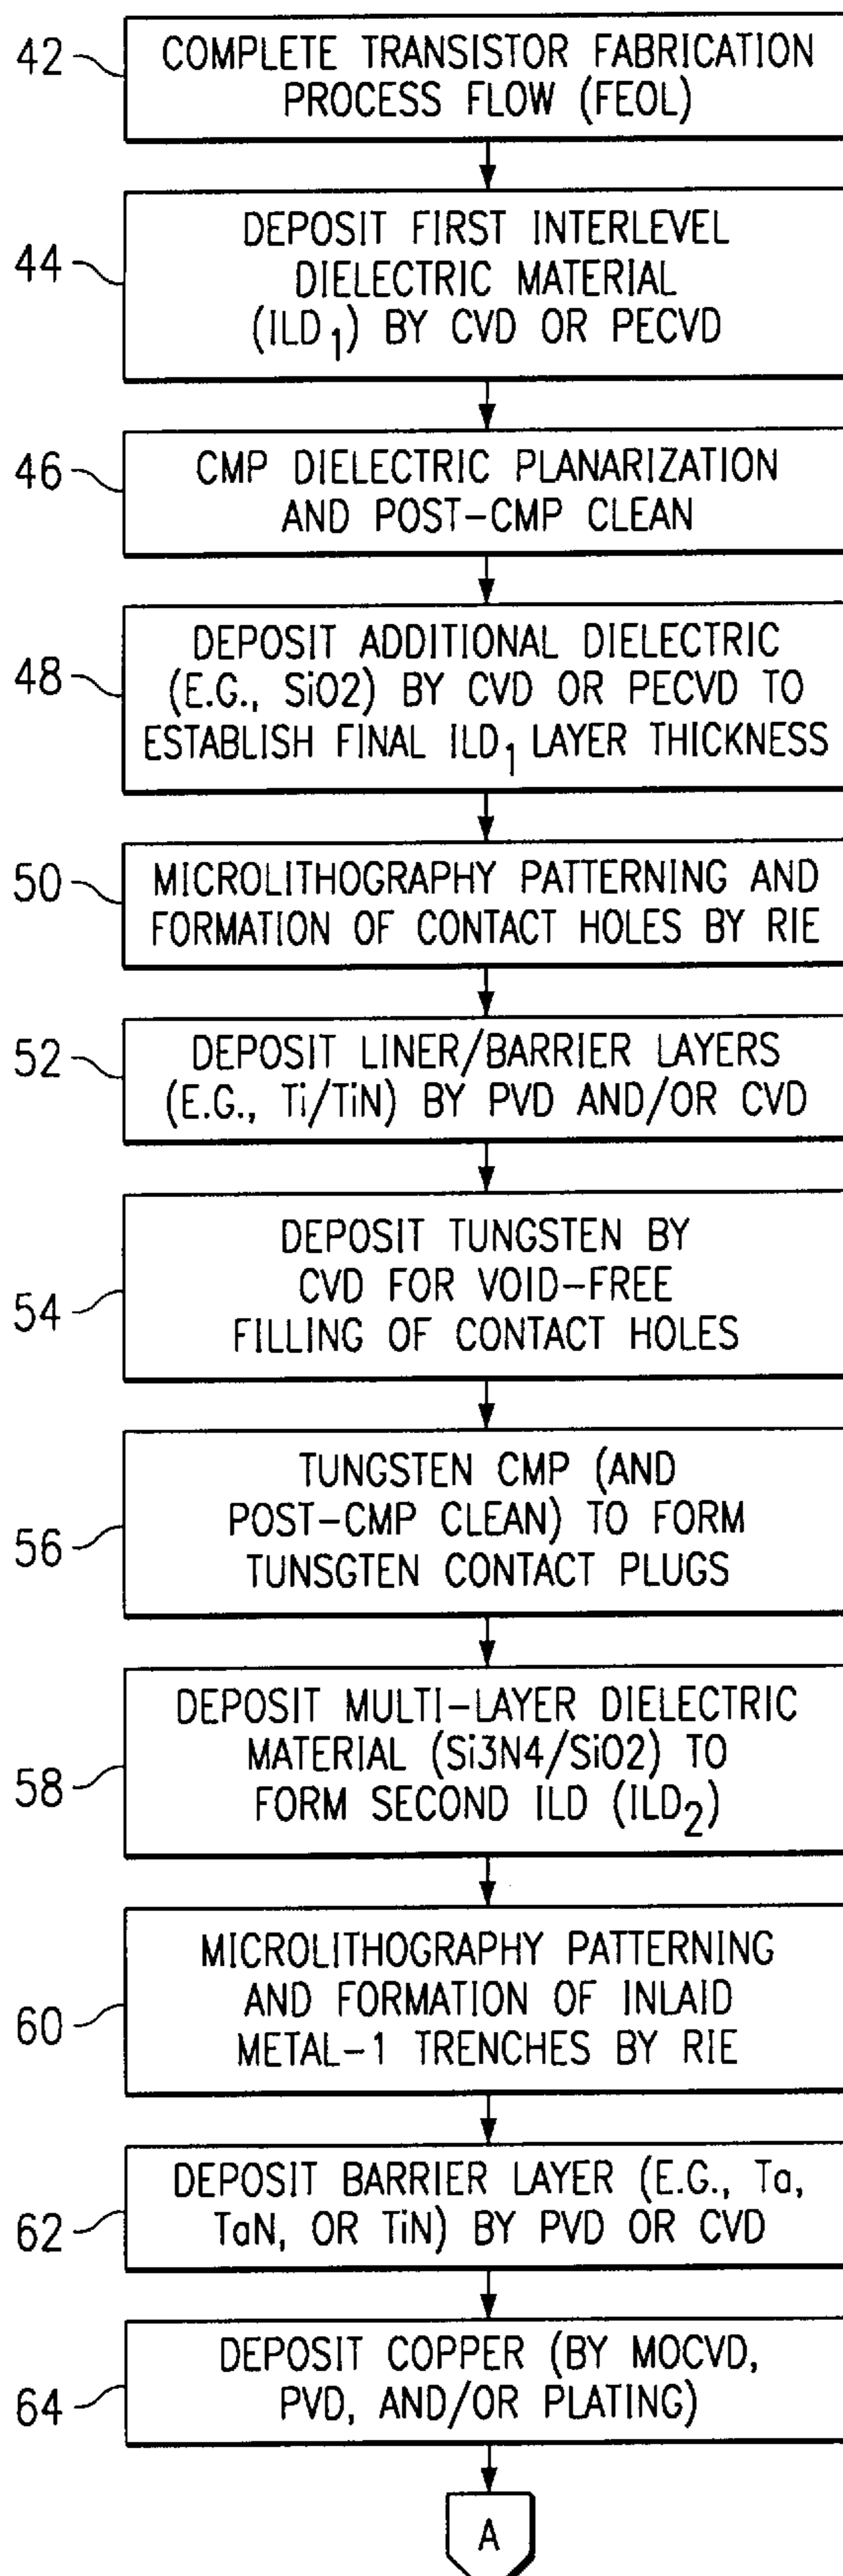 42
COMPLETE TRANSISTOR FABRICATION
PROCESS FLOW (FEOL)
44
DEPOSIT FIRST INTERLEVEL
DIELECTRIC MATERIAL
(ILD1) BY CVD OR PECVD
46
CMP DIELECTRIC PLANARIZATION
AND POST-CMP CLEAN
48
DEPOSIT ADDITIONAL DIELECTRIC
(E.G., SiO2) BY CVD OR PECVD TO
ESTABLISH FINAL ILD1 LAYER THICKNESS
50
MICROLITHOGRAPHY PATTERNING AND
FORMATION OF CONTACT HOLES BY RIE
52
DEPOSIT LINER/BARRIER LAYERS
(E.G., Ti/TiN) BY PVD AND/OR CVD
54
DEPOSIT TUNGSTEN BY
CVD FOR VOID-FREE
FILLING OF CONTACT HOLES
56
TUNGSTEN CMP (AND
POST-CMP CLEAN) TO FORM
TUNSGTEN CONTACT PLUGS
58
DEPOSIT MULTI-LAYER DIELECTRIC
MATERIAL (Si3N4/SiO2) TO
FORM SECOND ILD (ILD2)
60
MICROLITHOGRAPHY PATTERNING
AND FORMATION OF INLAID
METAL-1 TRENCHES BY RIE
62
DEPOSIT BARRIER LAYER (E.G., Ta,
TaN, OR TiN) BY PVD OR CVD
64
DEPOSIT COPPER (BY MOCVD,
PVD, AND/OR PLATING)
A